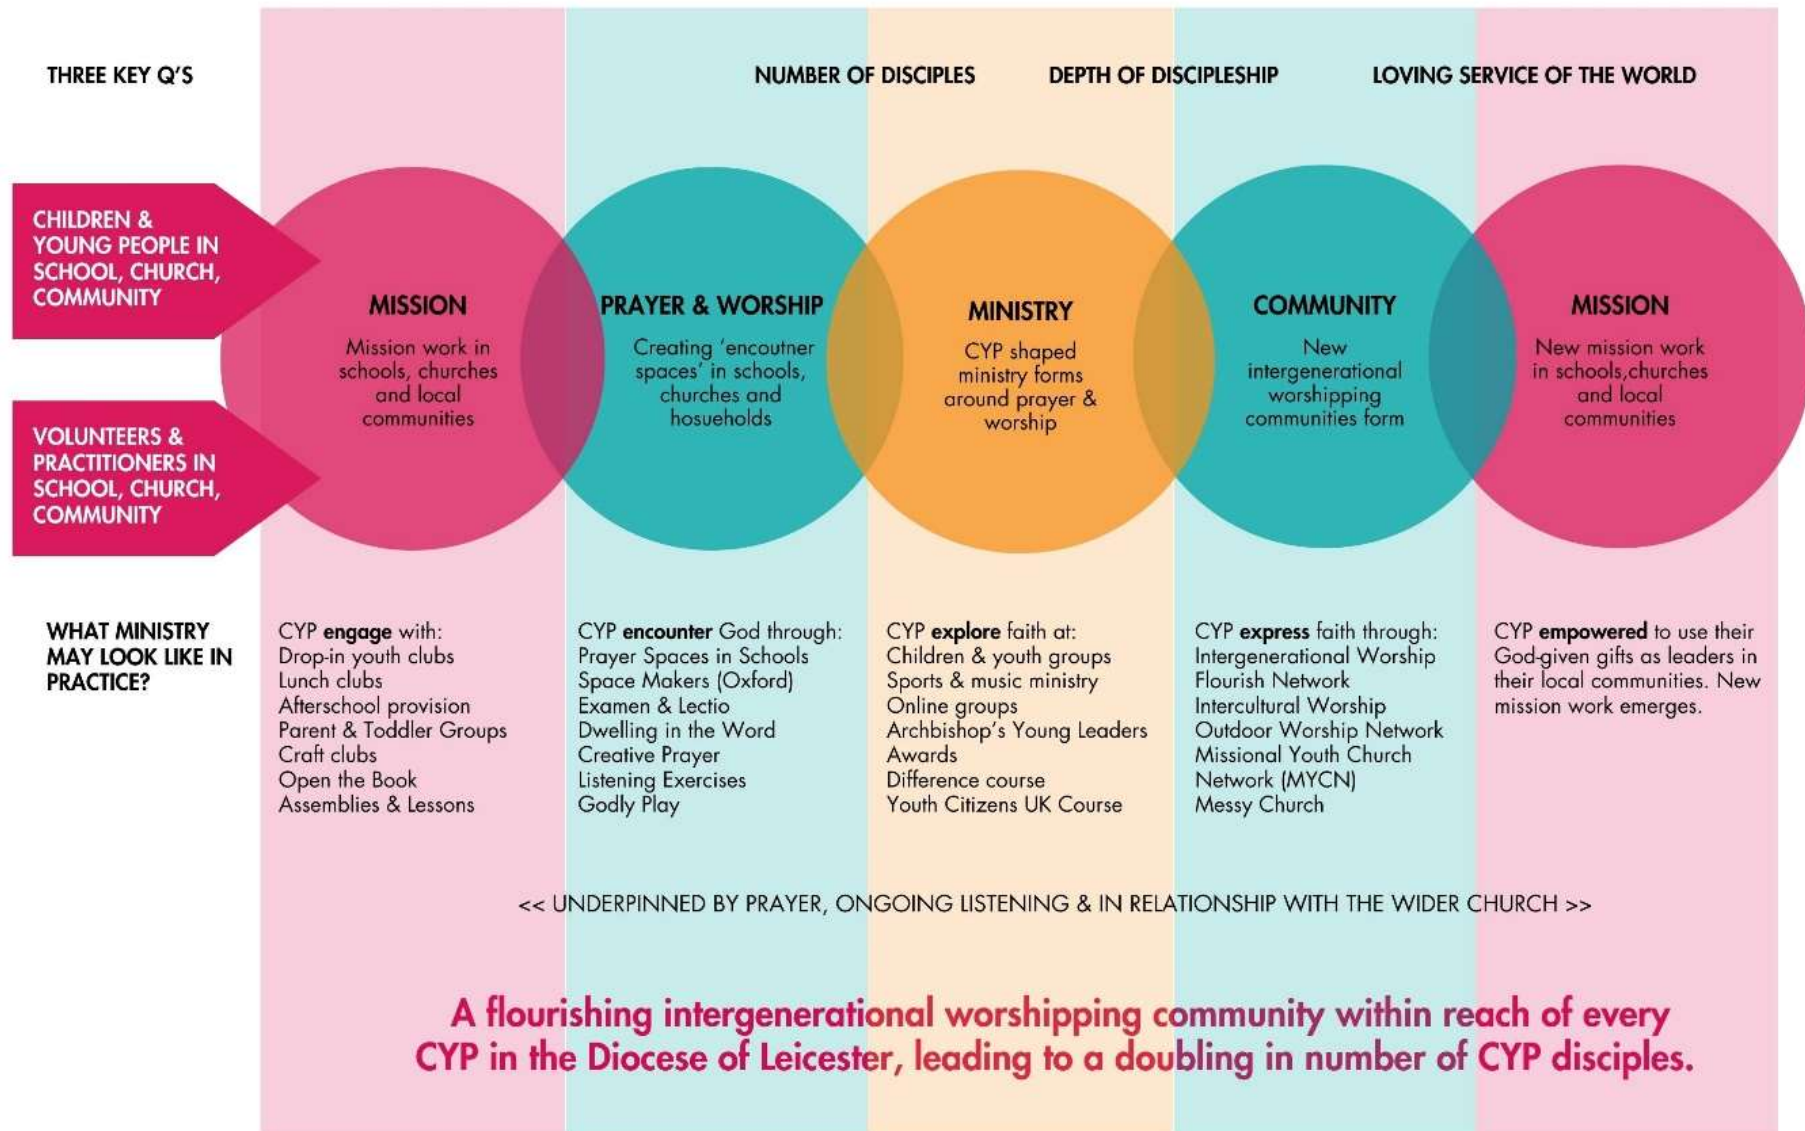 THREE KEY Q'S
NUMBER OF DISCIPLES
DEPTH OF DISCIPLESHIP
LOVING SERVICE OF THE WORLD
CHILDREN &
YOUNG PEOPLE IN
SCHOOL, CHURCH,
COMMUNITY
VOLUNTEERS &
PRACTITIONERS IN
SCHOOL, CHURCH,
COMMUNITY
MISSION
Mission work in
schools, churches
and local
communities
PRAYER & WORSHIP
Creating 'encoutner
spaces' in schools,
churches and
hosueholds
MINISTRY
CYP shaped
ministry forms
around prayer &
worship
COMMUNITY
New
intergenerational
worshipping
communities form
MISSION
New mission work
in schools,churches
and local
communities
WHAT MINISTRY
MAY LOOK LIKE IN
PRACTICE?
CYP engage with:
Drop-in youth clubs
Lunch clubs
Afterschool provision
Parent & Toddler Groups
Craft clubs
Open the Book
Assemblies & Lessons
CYP encounter God through:
Prayer Spaces in Schools
Space Makers (Oxford)
Examen & Lectio
Dwelling in the Word
Creative Prayer
Listening Exercises
Godly Play
CYP explore faith at:
Children & youth groups
Sports & music ministry
Online groups
Archbishop's Young Leaders
Awards
Difference course
Youth Citizens UK Course
CYP express faith through:
Intergenerational Worship
Flourish Network
Intercultural Worship
Outdoor Worship Network
Missional Youth Church
Network (MYCN)
Messy Church
CYP empowered to use their
God-given gifts as leaders in
their local communities. New
mission work emerges.
<< UNDERPINNED BY PRAYER, ONGOING LISTENING & IN RELATIONSHIP WITH THE WIDER CHURCH >>
A flourishing intergenerational worshipping community within reach of every
CYP in the Diocese of Leicester, leading to a doubling in number of CYP disciples.